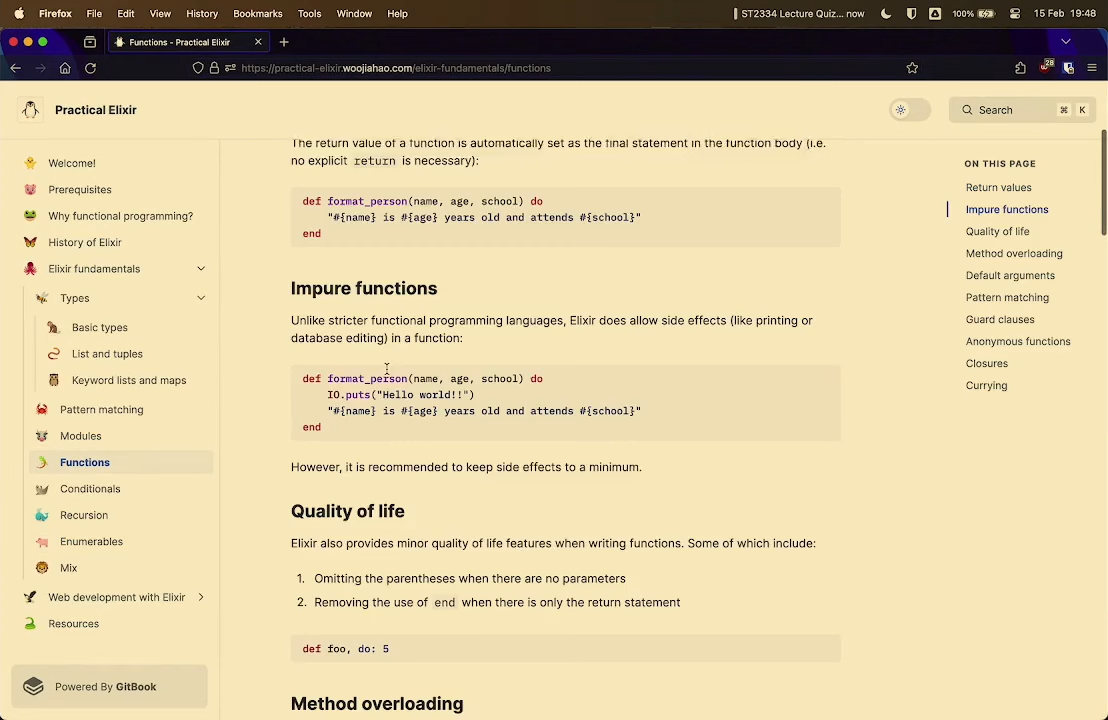 Firefox File Edit View History Bookmarks Tools Window Help
ST2334 Lecture Quiz... now 100% 15 Feb 19:48
Functions - Practical Elixir
https://practical-elixir.woojiahao.com/elixir-fundamentals/functions
28
Practical Elixir
Search ⌘ K
Welcome!
Prerequisites
Why functional programming?
History of Elixir
Elixir fundamentals
Types
Basic types
List and tuples
Keyword lists and maps
Pattern matching
Modules
Functions
Conditionals
Recursion
Enumerables
Mix
Web development with Elixir
Resources
Powered By GitBook
The return value of a function is automatically set as the final statement in the function body (i.e.
no explicit return is necessary):
def format_person(name, age, school) do
"#{name} is #{age} years old and attends #{school}"
end
Impure functions
Unlike stricter functional programming languages, Elixir does allow side effects (like printing or
database editing) in a function:
def format_person(name, age, school) do
IO.puts("Hello world!!")
"#{name} is #{age} years old and attends #{school}"
end
However, it is recommended to keep side effects to a minimum.
Quality of life
Elixir also provides minor quality of life features when writing functions. Some of which include:
1. Omitting the parentheses when there are no parameters
2. Removing the use of end when there is only the return statement
def foo, do: 5
Method overloading
ON THIS PAGE
Return values
Impure functions
Quality of life
Method overloading
Default arguments
Pattern matching
Guard clauses
Anonymous functions
Closures
Currying